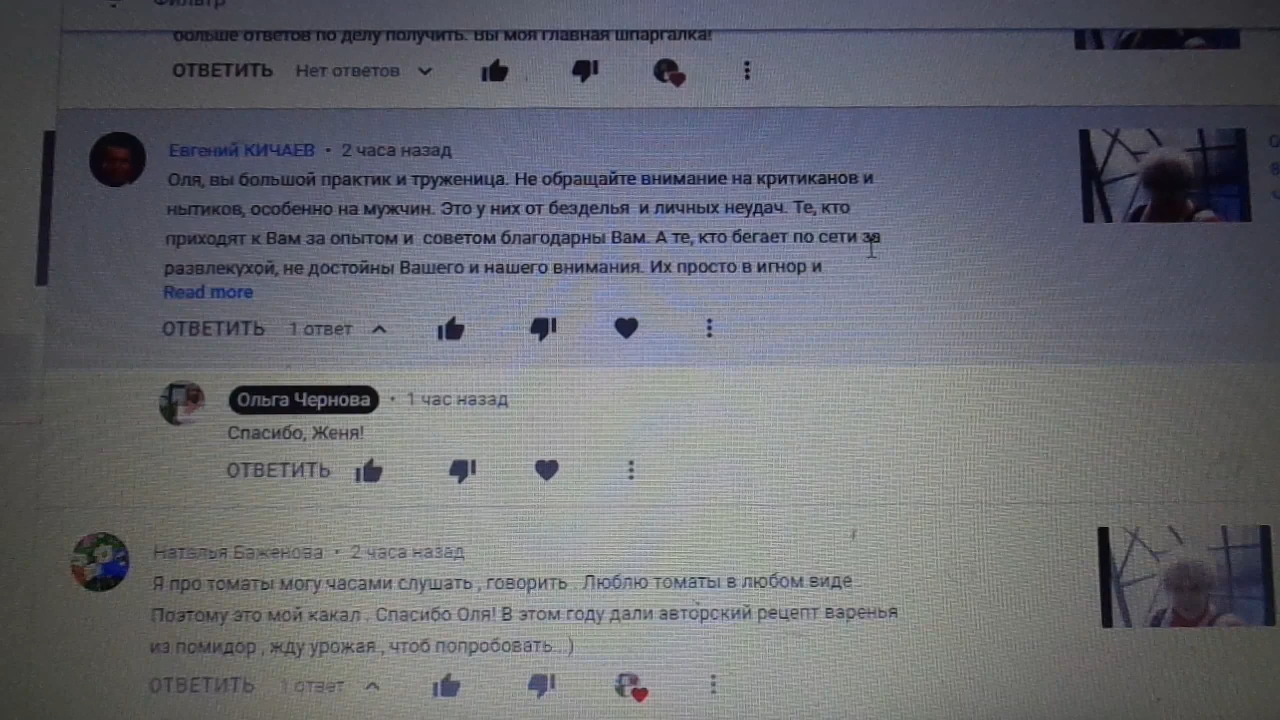 Фильтр
больше ответов по делу получить. Вы моя главная шпаргалка!
ОТВЕТИТЬ Нет ответов
Евгений КИЧАЕВ • 2 часа назад
Оля, вы большой практик и труженица. Не обращайте внимание на критиканов и
нытиков, особенно на мужчин. Это у них от безделья и личных неудач. Те, кто
приходят к Вам за опытом и советом благодарны Вам. А те, кто бегает по сети за
развлекухой, не достойны Вашего и нашего внимания. Их просто в игнор и
Read more
ОТВЕТИТЬ 1 ответ
Ольга Чернова • 1 час назад
Спасибо, Женя!
ОТВЕТИТЬ
Наталья Баженова • 2 часа назад
Я про томаты могу часами слушать , говорить . Люблю томаты в любом виде .
Поэтому это мой какал . Спасибо Оля! В этом году дали авторский рецепт варенья
из помидор , жду урожая , чтоб попробовать...)
ОТВЕТИТЬ 1 ответ